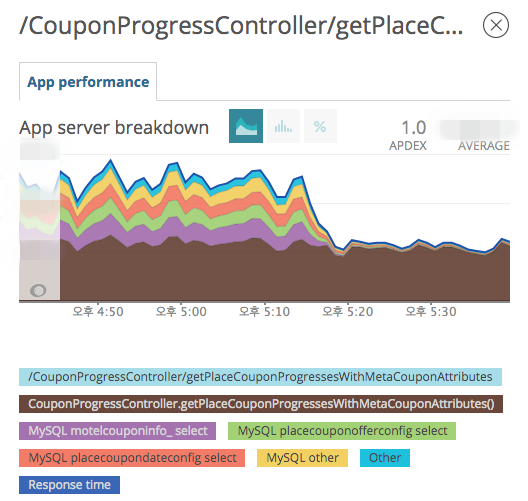 /CouponProgressController/getPlaceC...
App performance
App server breakdown
%
1.0
APDEX
AVERAGE
오후 4:50
오후 5:00
오후 5:10
오후 5:20
오후 5:30
/CouponProgressController/getPlaceCouponProgressesWithMetaCouponAttributes
CouponProgressController.getPlaceCouponProgressesWithMetaCouponAttributes()
MySQL motelcouponinfo_ select
MySQL placecouponofferconfig select
MySQL placecoupondateconfig select
MySQL other
Other
Response time